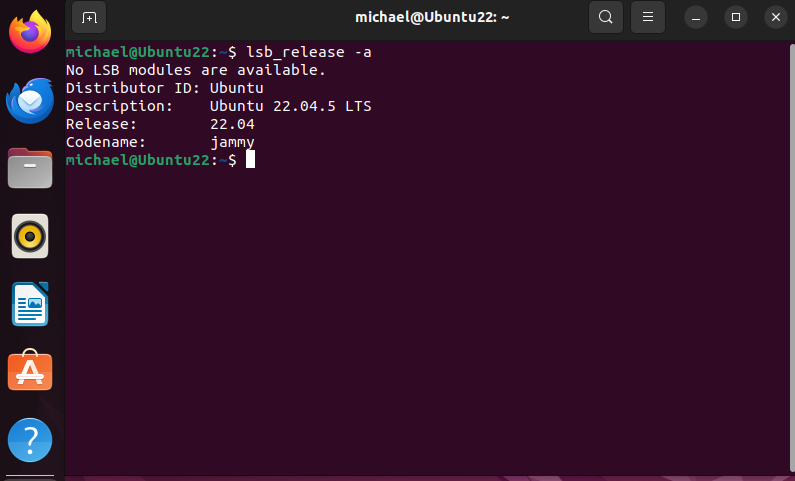 michael@Ubuntu22: ~
michael@Ubuntu22:~$ lsb_release -a
No LSB modules are available.
Distributor ID: Ubuntu
Description:    Ubuntu 22.04.5 LTS
Release:        22.04
Codename:       jammy
michael@Ubuntu22:~$